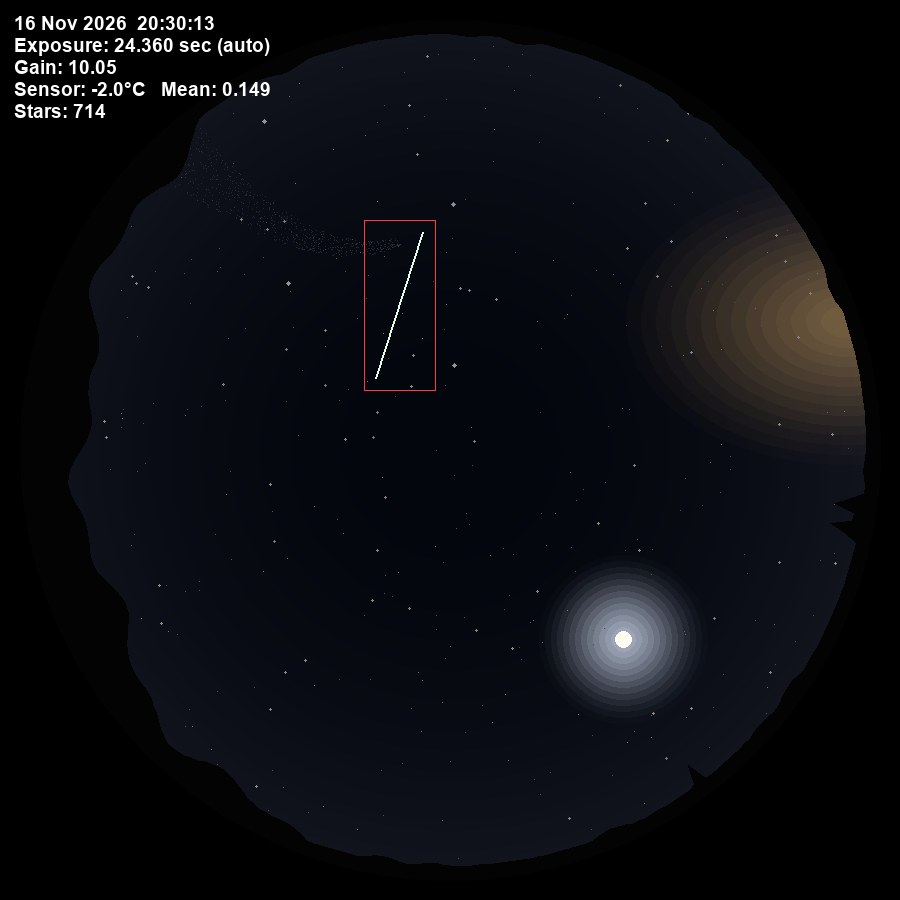 16 Nov 2026  20:30:13
Exposure: 24.360 sec (auto)
Gain: 10.05
Sensor: -2.0°C   Mean: 0.149
Stars: 714